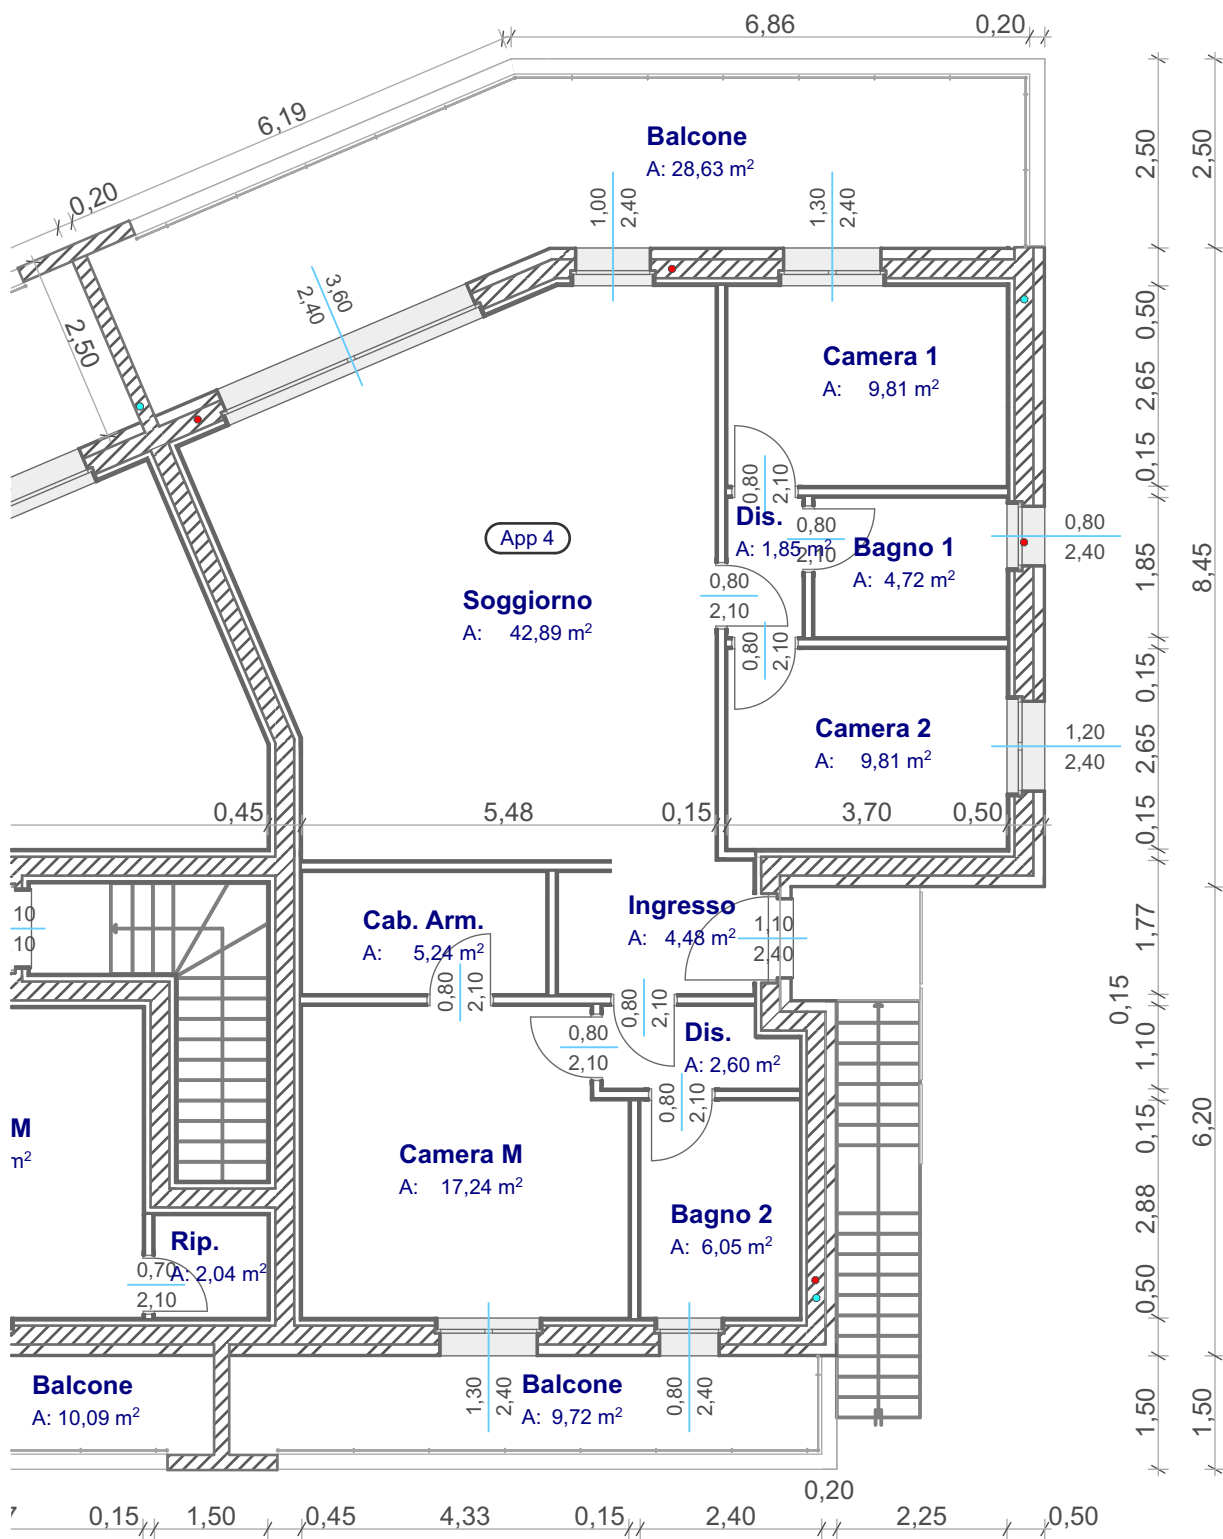 6,86
0,20
6,19
0,20
Balcone
A: 28,63 m²
1,00
2,40
1,30
2,40
2,50
2,50
3,60
2,40
2,50
Camera 1
A: 9,81 m²
0,50
2,65
0,15
0,80
2,10
Dis.
A: 1,85 m²
0,80
2,10
Bagno 1
A: 4,72 m²
0,80
2,40
1,85
8,45
App 4
Soggiorno
A: 42,89 m²
0,80
2,10
0,80
2,10
Camera 2
A: 9,81 m²
1,20
2,40
0,15
2,65
0,15
0,45
5,48
0,15
3,70
0,50
10
10
Cab. Arm.
A: 5,24 m²
0,80
2,10
Ingresso
A: 4,48 m²
1,10
2,40
1,77
0,15
0,80
2,10
0,80
2,10
Dis.
A: 2,60 m²
0,80
2,10
1,10
0,15
6,20
M
m²
Camera M
A: 17,24 m²
Bagno 2
A: 6,05 m²
2,88
Rip.
A: 2,04 m²
0,70
2,10
0,50
Balcone
A: 10,09 m²
1,30
2,40
Balcone
A: 9,72 m²
0,80
2,40
1,50
1,50
0,15
1,50
0,45
4,33
0,15
2,40
0,20
2,25
0,50